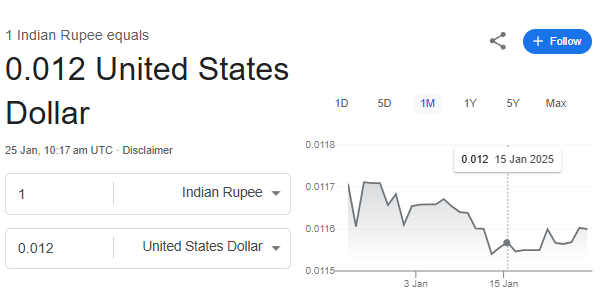 1 Indian Rupee equals
0.012 United States
Dollar
25 Jan, 10:17 am UTC · Disclaimer
1 Indian Rupee
0.012 United States Dollar
Follow
1D 5D 1M 1Y 5Y Max
0.012 15 Jan 2025
0.0118
0.0117
0.0116
0.0115
3 Jan 15 Jan